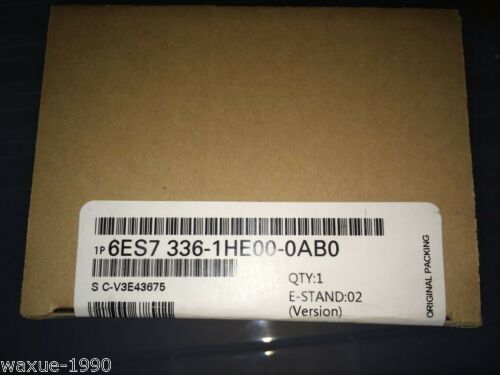 1P 6ES7 336-1HE00-0AB0
S C-V3E43675
QTY:1
E-STAND:02
(Version)
ORIGINAL PACKING
waxue-1990